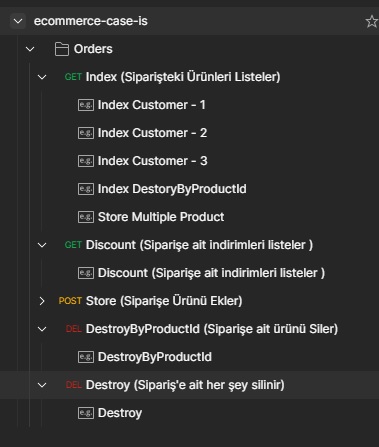 ecommerce-case-is
Orders
GET Index (Siparişteki Ürünleri Listeler)
e.g. Index Customer - 1
e.g. Index Customer - 2
e.g. Index Customer - 3
e.g. Index DestoryByProductId
e.g. Store Multiple Product
GET Discount (Siparişe ait indirimleri listeler )
e.g. Discount (Siparişe ait indirimleri listeler )
POST Store (Siparişe Ürünü Ekler)
DEL DestroyByProductId (Siparişe ait ürünü Siler)
e.g. DestroyByProductId
DEL Destroy (Sipariş'e ait her şey silinir)
e.g. Destroy